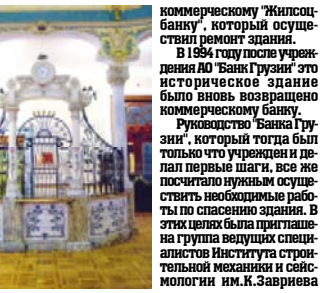 коммерческому "Жилсоц-
банку", который осуще-
ствил ремонт здания.
В 1994 году после учреж-
дения АО "Банк Грузии" это
историческое здание
было вновь возвращено
коммерческому банку.
Руководство "Банка Гру-
зии", который тогда был
только что учрежден и де-
лал первые шаги, все же
посчитало нужным осуще-
ствить необходимые рабо-
ты по спасению здания. В
этих целях была приглаше-
на группа ведущих специ-
алистов Института строи-
тельной механики и сейс-
мологии им.К.Завриева